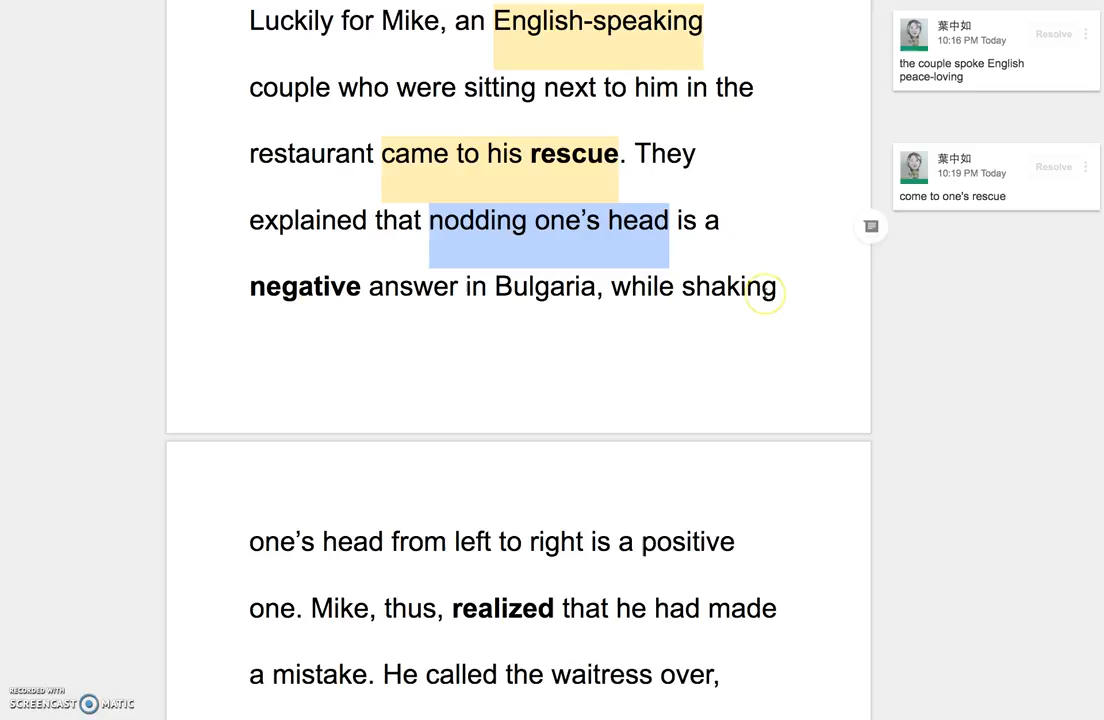 Luckily for Mike, an English-speaking
couple who were sitting next to him in the
restaurant came to his rescue. They
explained that nodding one’s head is a
negative answer in Bulgaria, while shaking
one’s head from left to right is a positive
one. Mike, thus, realized that he had made
a mistake. He called the waitress over,
葉中如
10:16 PM Today
Resolve
the couple spoke English
peace-loving
葉中如
10:19 PM Today
Resolve
come to one's rescue
RECORDED WITH
SCREENCAST MATIC